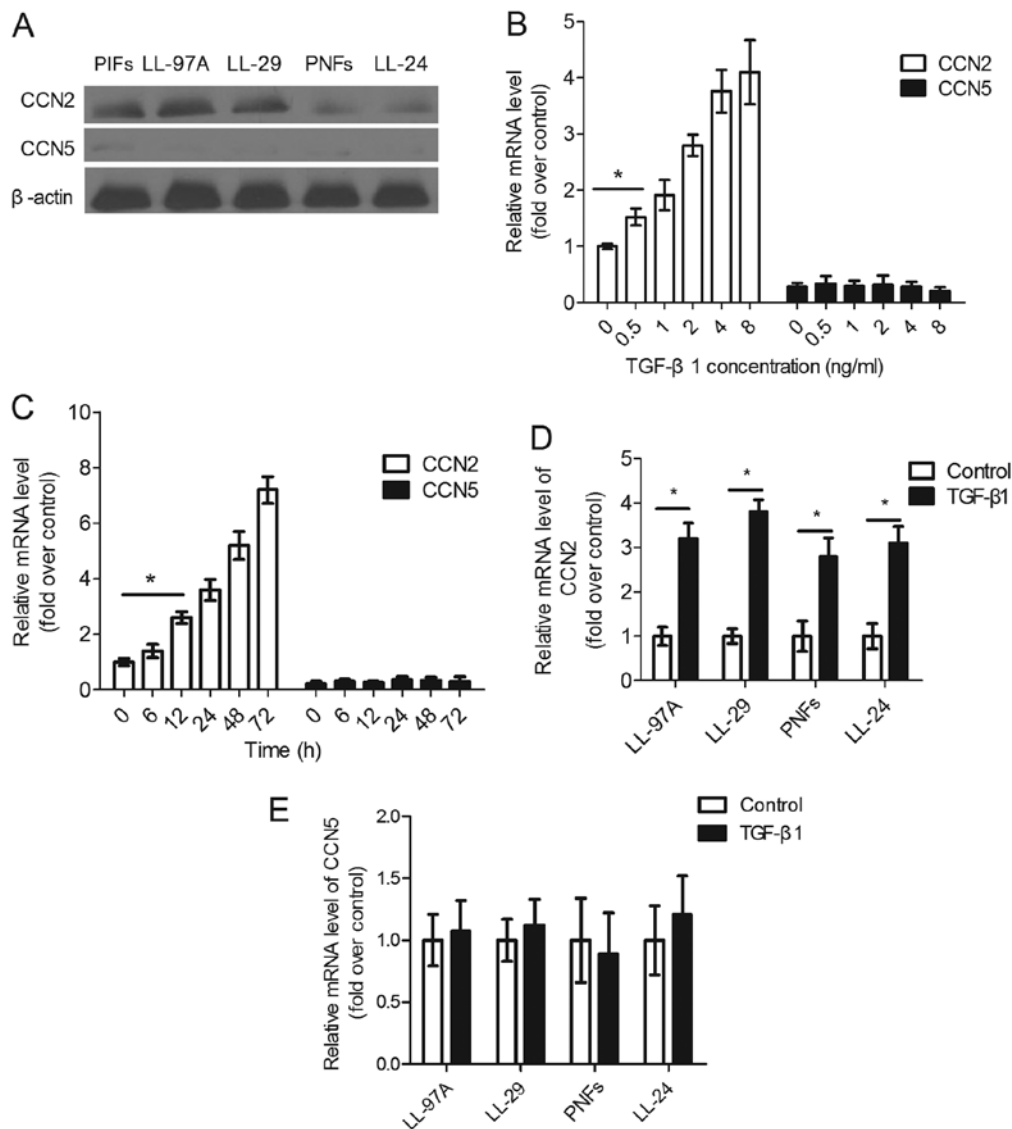 A
PIFs LL-97A LL-29 PNFs LL-24
CCN2
CCN5
β-actin
B
CCN2
CCN5
Relative mRNA level
(fold over control)
5
4
3
2
1
0
0 0.5 1 2 4 8 0 0.5 1 2 4 8
TGF-β 1 concentration (ng/ml)
*
C
CCN2
CCN5
Relative mRNA level
(fold over control)
10
8
6
4
2
0
*
0 6 12 24 48 72 0 6 12 24 48 72
Time (h)
D
Control
TGF-β1
Relative mRNA level of
CCN2
(fold over control)
5
4
3
2
1
0
* * * *
LL-97A LL-29 PNFs LL-24
E
Control
TGF-β1
Relative mRNA level of CCN5
(fold over control)
2.0
1.5
1.0
0.5
0.0
LL-97A LL-29 PNFs LL-24